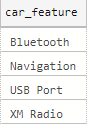 car_feature
Bluetooth
Navigation
USB Port
XM Radio